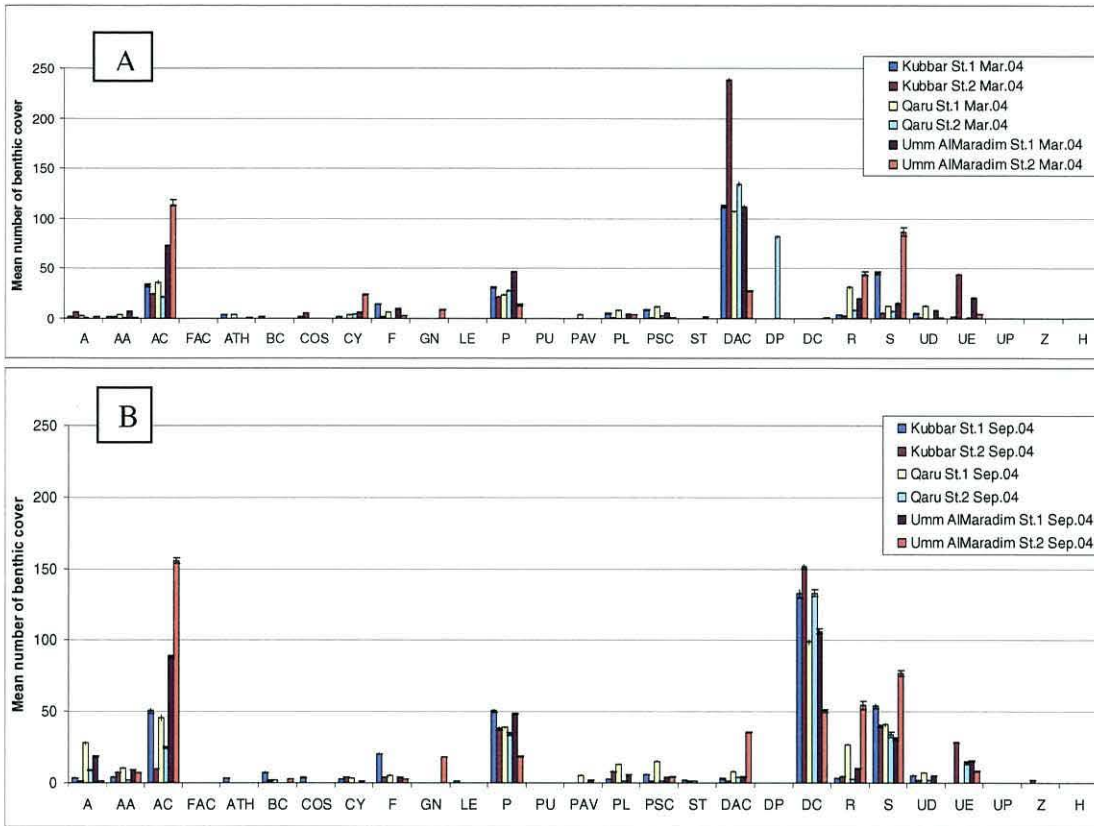 A
250
200
150
100
50
0
Mean number of benthic cover
Kubbar St.1 Mar.04
Kubbar St.2 Mar.04
Qaru St.1 Mar.04
Qaru St.2 Mar.04
Umm AlMaradim St.1 Mar.04
Umm AlMaradim St.2 Mar.04
A AA AC FAC ATH BC COS CY F GN LE P PU PAV PL PSC ST DAC DP DC R S UD UE UP Z H
B
250
200
150
100
50
0
Mean number of benthic cover
Kubbar St.1 Sep.04
Kubbar St.2 Sep.04
Qaru St.1 Sep.04
Qaru St.2 Sep.04
Umm AlMaradim St.1 Sep.04
Umm AlMaradim St.2 Sep.04
A AA AC FAC ATH BC COS CY F GN LE P PU PAV PL PSC ST DAC DP DC R S UD UE UP Z H